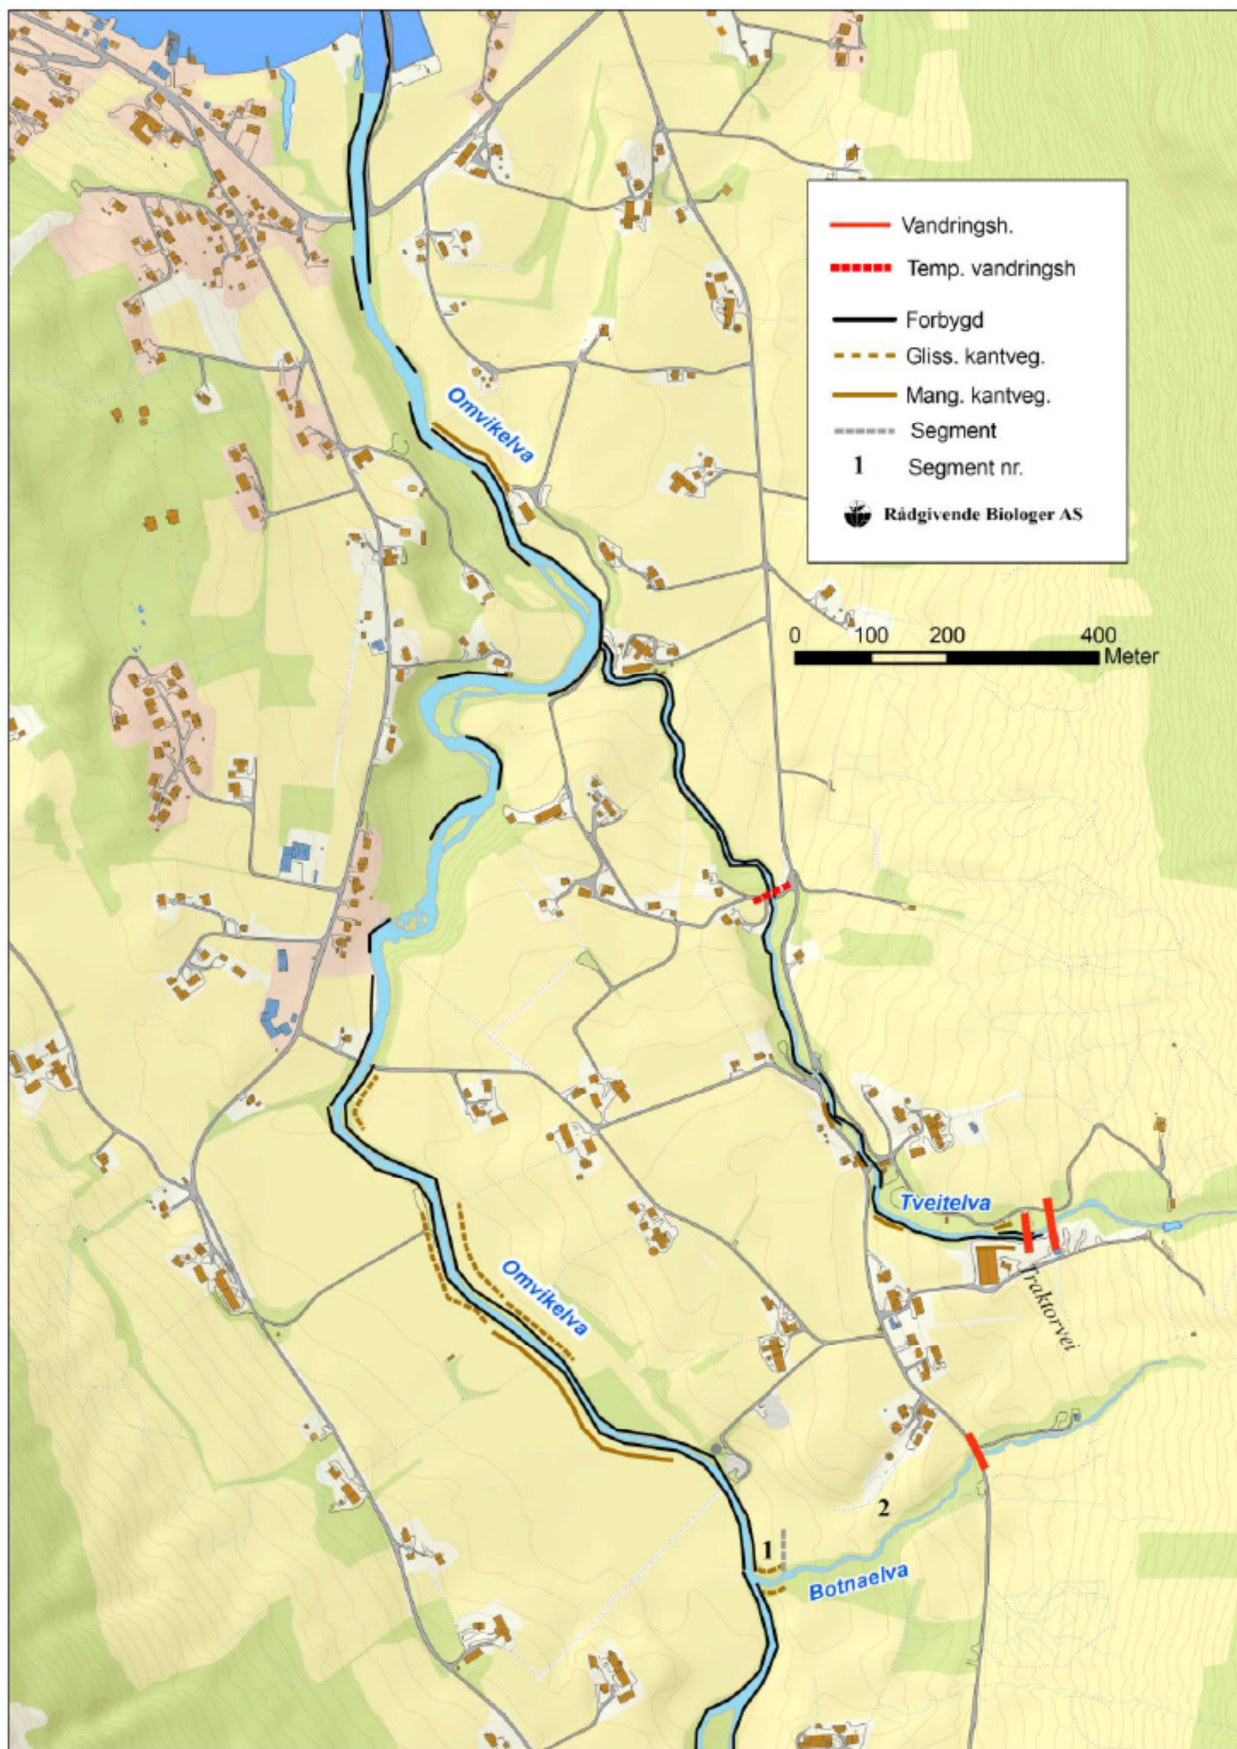 Vandringsh.
Temp. vandringsh
Forbygd
Gliss. kantveg.
Mang. kantveg.
Segment
1 Segment nr.
Rådgivende Biologer AS
Omvikelva
0 100 200 400
Meter
Tveitelva
Omvikelva
Traktorvei
2
1
Botnaelva